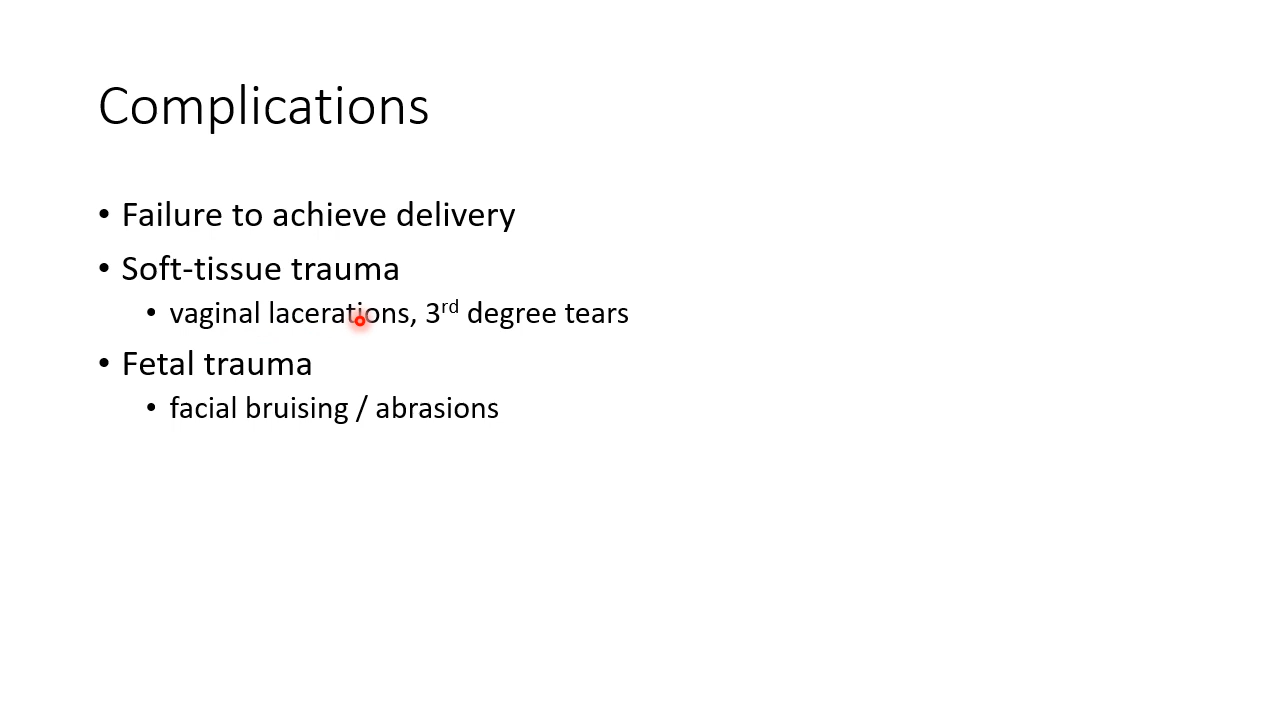 Complications
• Failure to achieve delivery
• Soft-tissue trauma
• vaginal lacerations, 3rd degree tears
• Fetal trauma
• facial bruising / abrasions